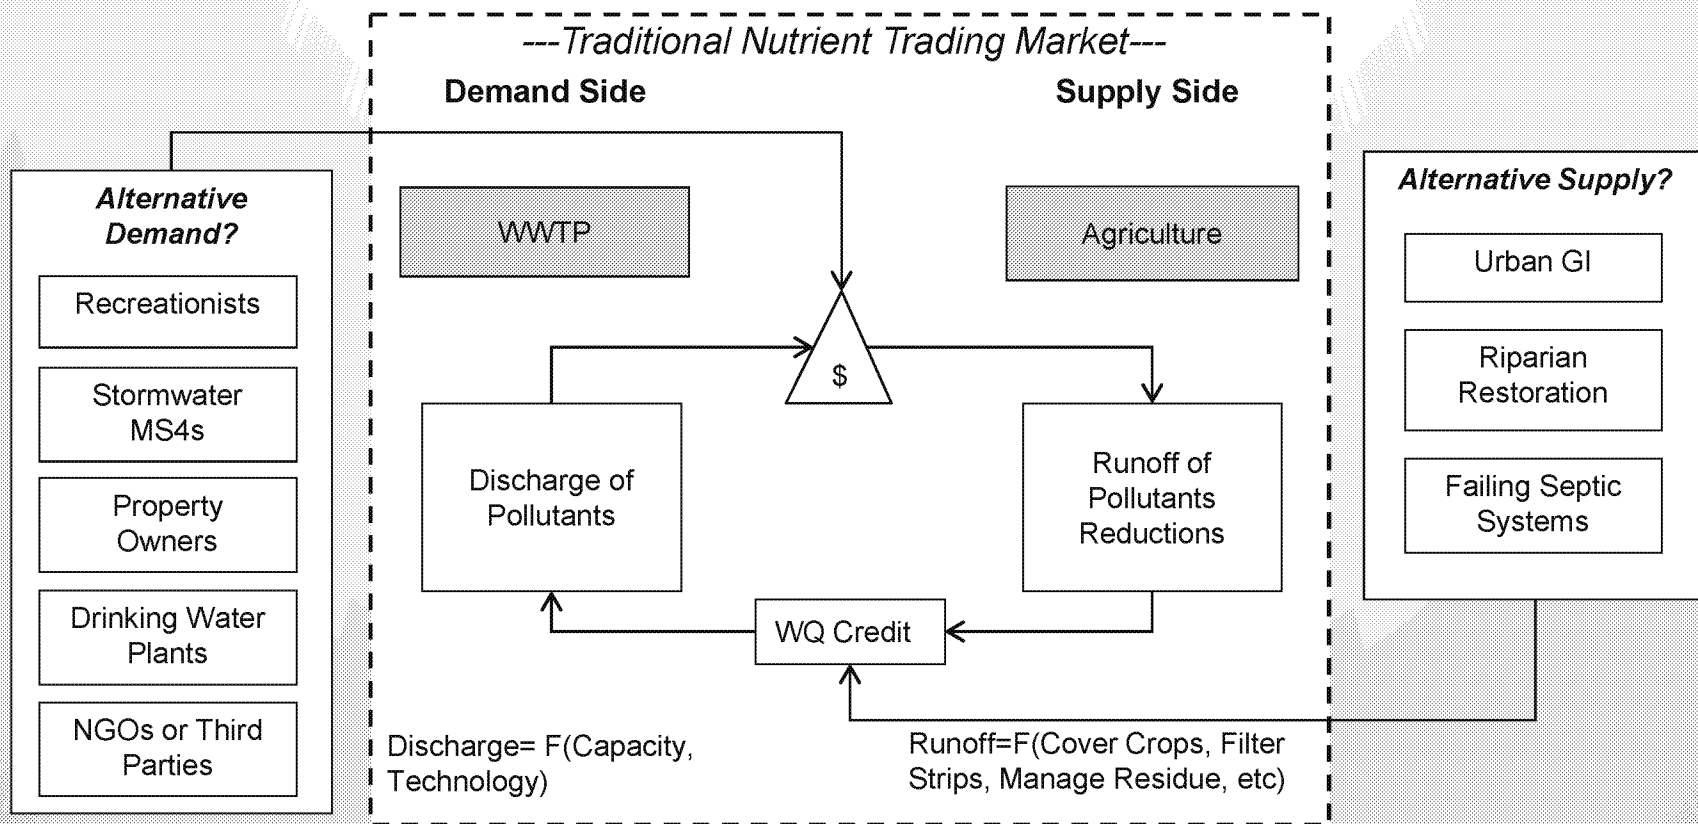 ---Traditional Nutrient Trading Market---
Demand Side
Supply Side
Alternative
Demand?
Recreationists
Stormwater
MS4s
Property
Owners
Drinking Water
Plants
NGOs or Third
Parties
WWTP
Agriculture
$
Discharge of
Pollutants
Runoff of
Pollutants
Reductions
WQ Credit
Discharge= F(Capacity,
Technology)
Runoff=F(Cover Crops, Filter
Strips, Manage Residue, etc)
Alternative Supply?
Urban GI
Riparian
Restoration
Failing Septic
Systems